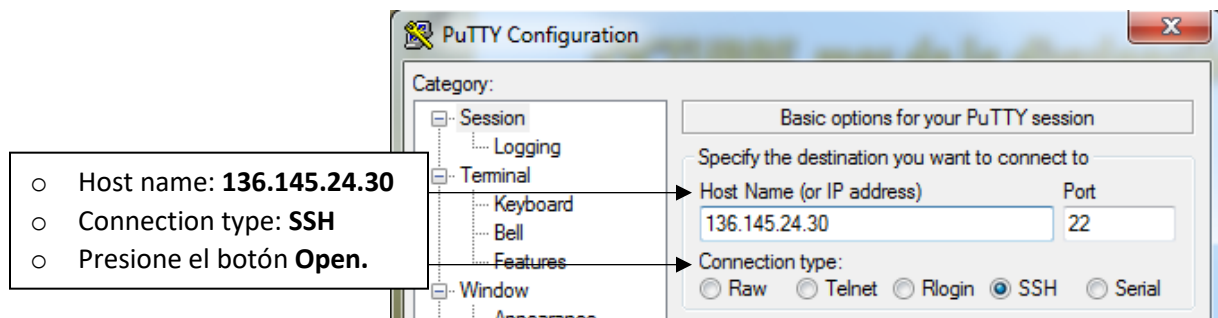 PuTTY Configuration
X
Category:
Session
Logging
Terminal
Keyboard
Bell
Features
Window
Appearance
Basic options for your PuTTY session
Specify the destination you want to connect to
Host Name (or IP address) Port
136.145.24.30 22
Connection type:
Raw Telnet Rlogin SSH Serial
o Host name: 136.145.24.30
o Connection type: SSH
o Presione el botón Open.